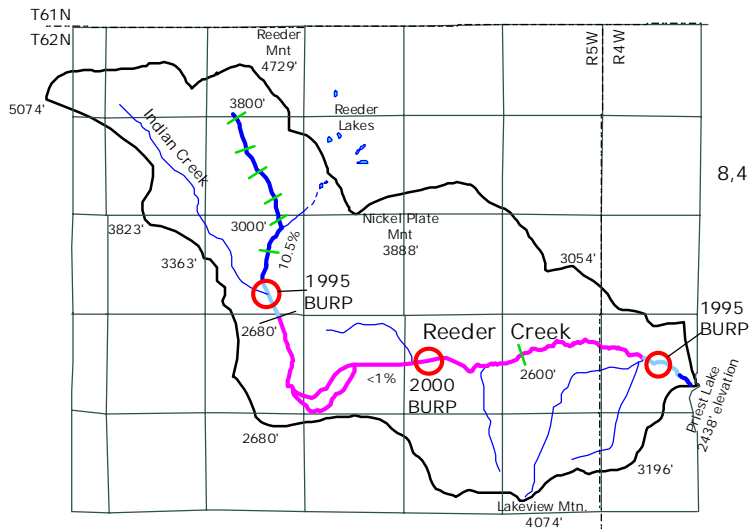 T61N
T62N
Reeder
Mnt
4729'
R5W
R4W
5074'
3800'
Reeder
Lakes
Indian Creek
8,4
3000'
Nickel Plate
Mnt
3888'
3823'
10.5%
3363'
3054'
1995
BURP
1995
BURP
2680'
Reeder Creek
<1%
2600'
2000
BURP
Priest Lake
2438' elevation
2680'
3196'
Lakeview Mtn.
4074'